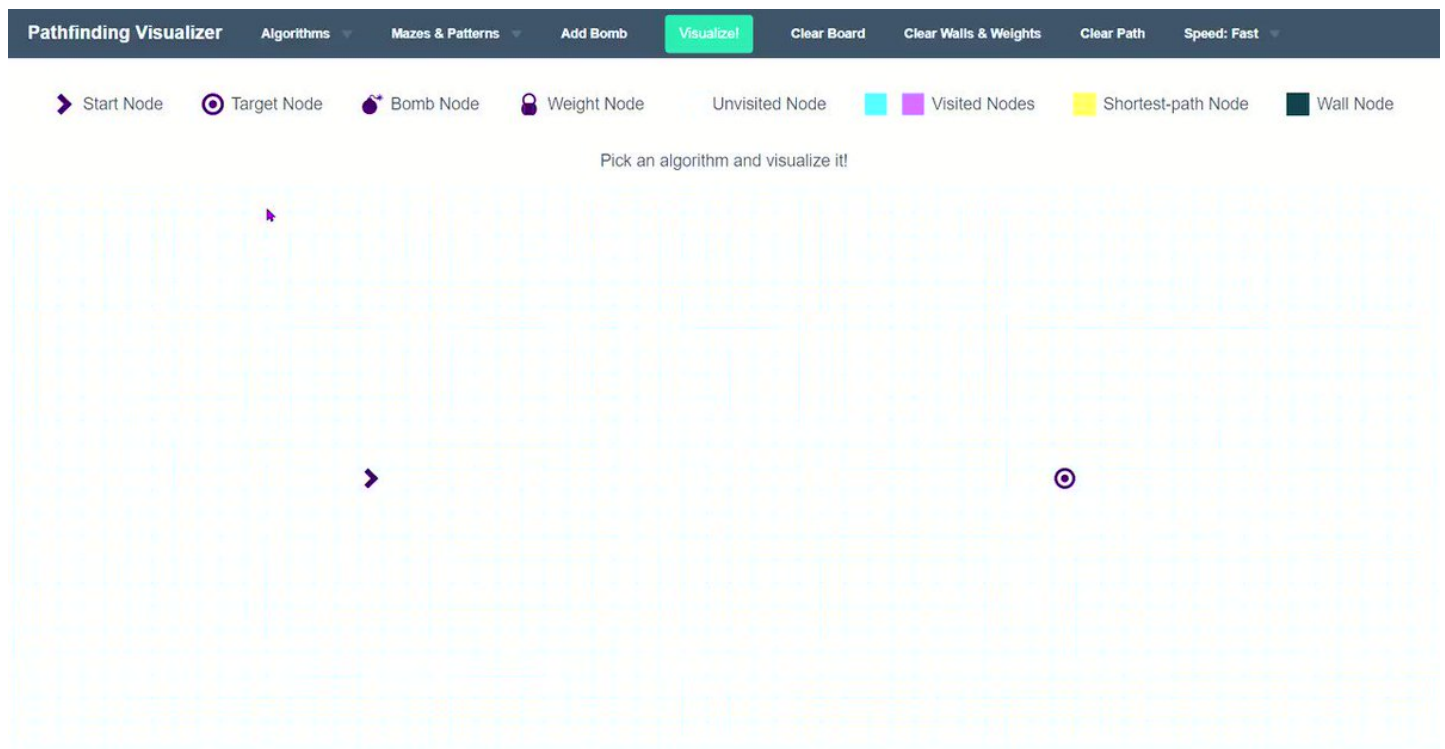 Pathfinding Visualizer Algorithms Mazes & Patterns Add Bomb Visualize! Clear Board Clear Walls & Weights Clear Path Speed: Fast
Start Node Target Node Bomb Node Weight Node Unvisited Node Visited Nodes Shortest-path Node Wall Node
Pick an algorithm and visualize it!